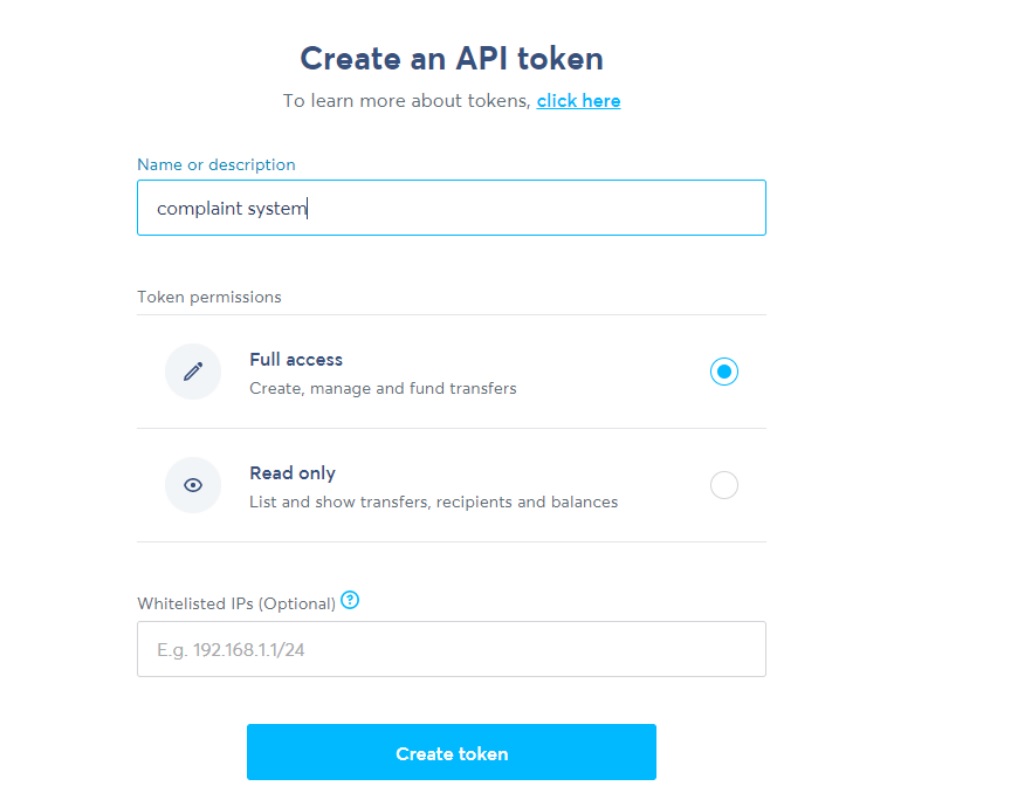 Create an API token
To learn more about tokens, click here
Name or description
complaint system
Token permissions
Full access
Create, manage and fund transfers
Read only
List and show transfers, recipients and balances
Whitelisted IPs (Optional) ?
E.g. 192.168.1.1/24
Create token